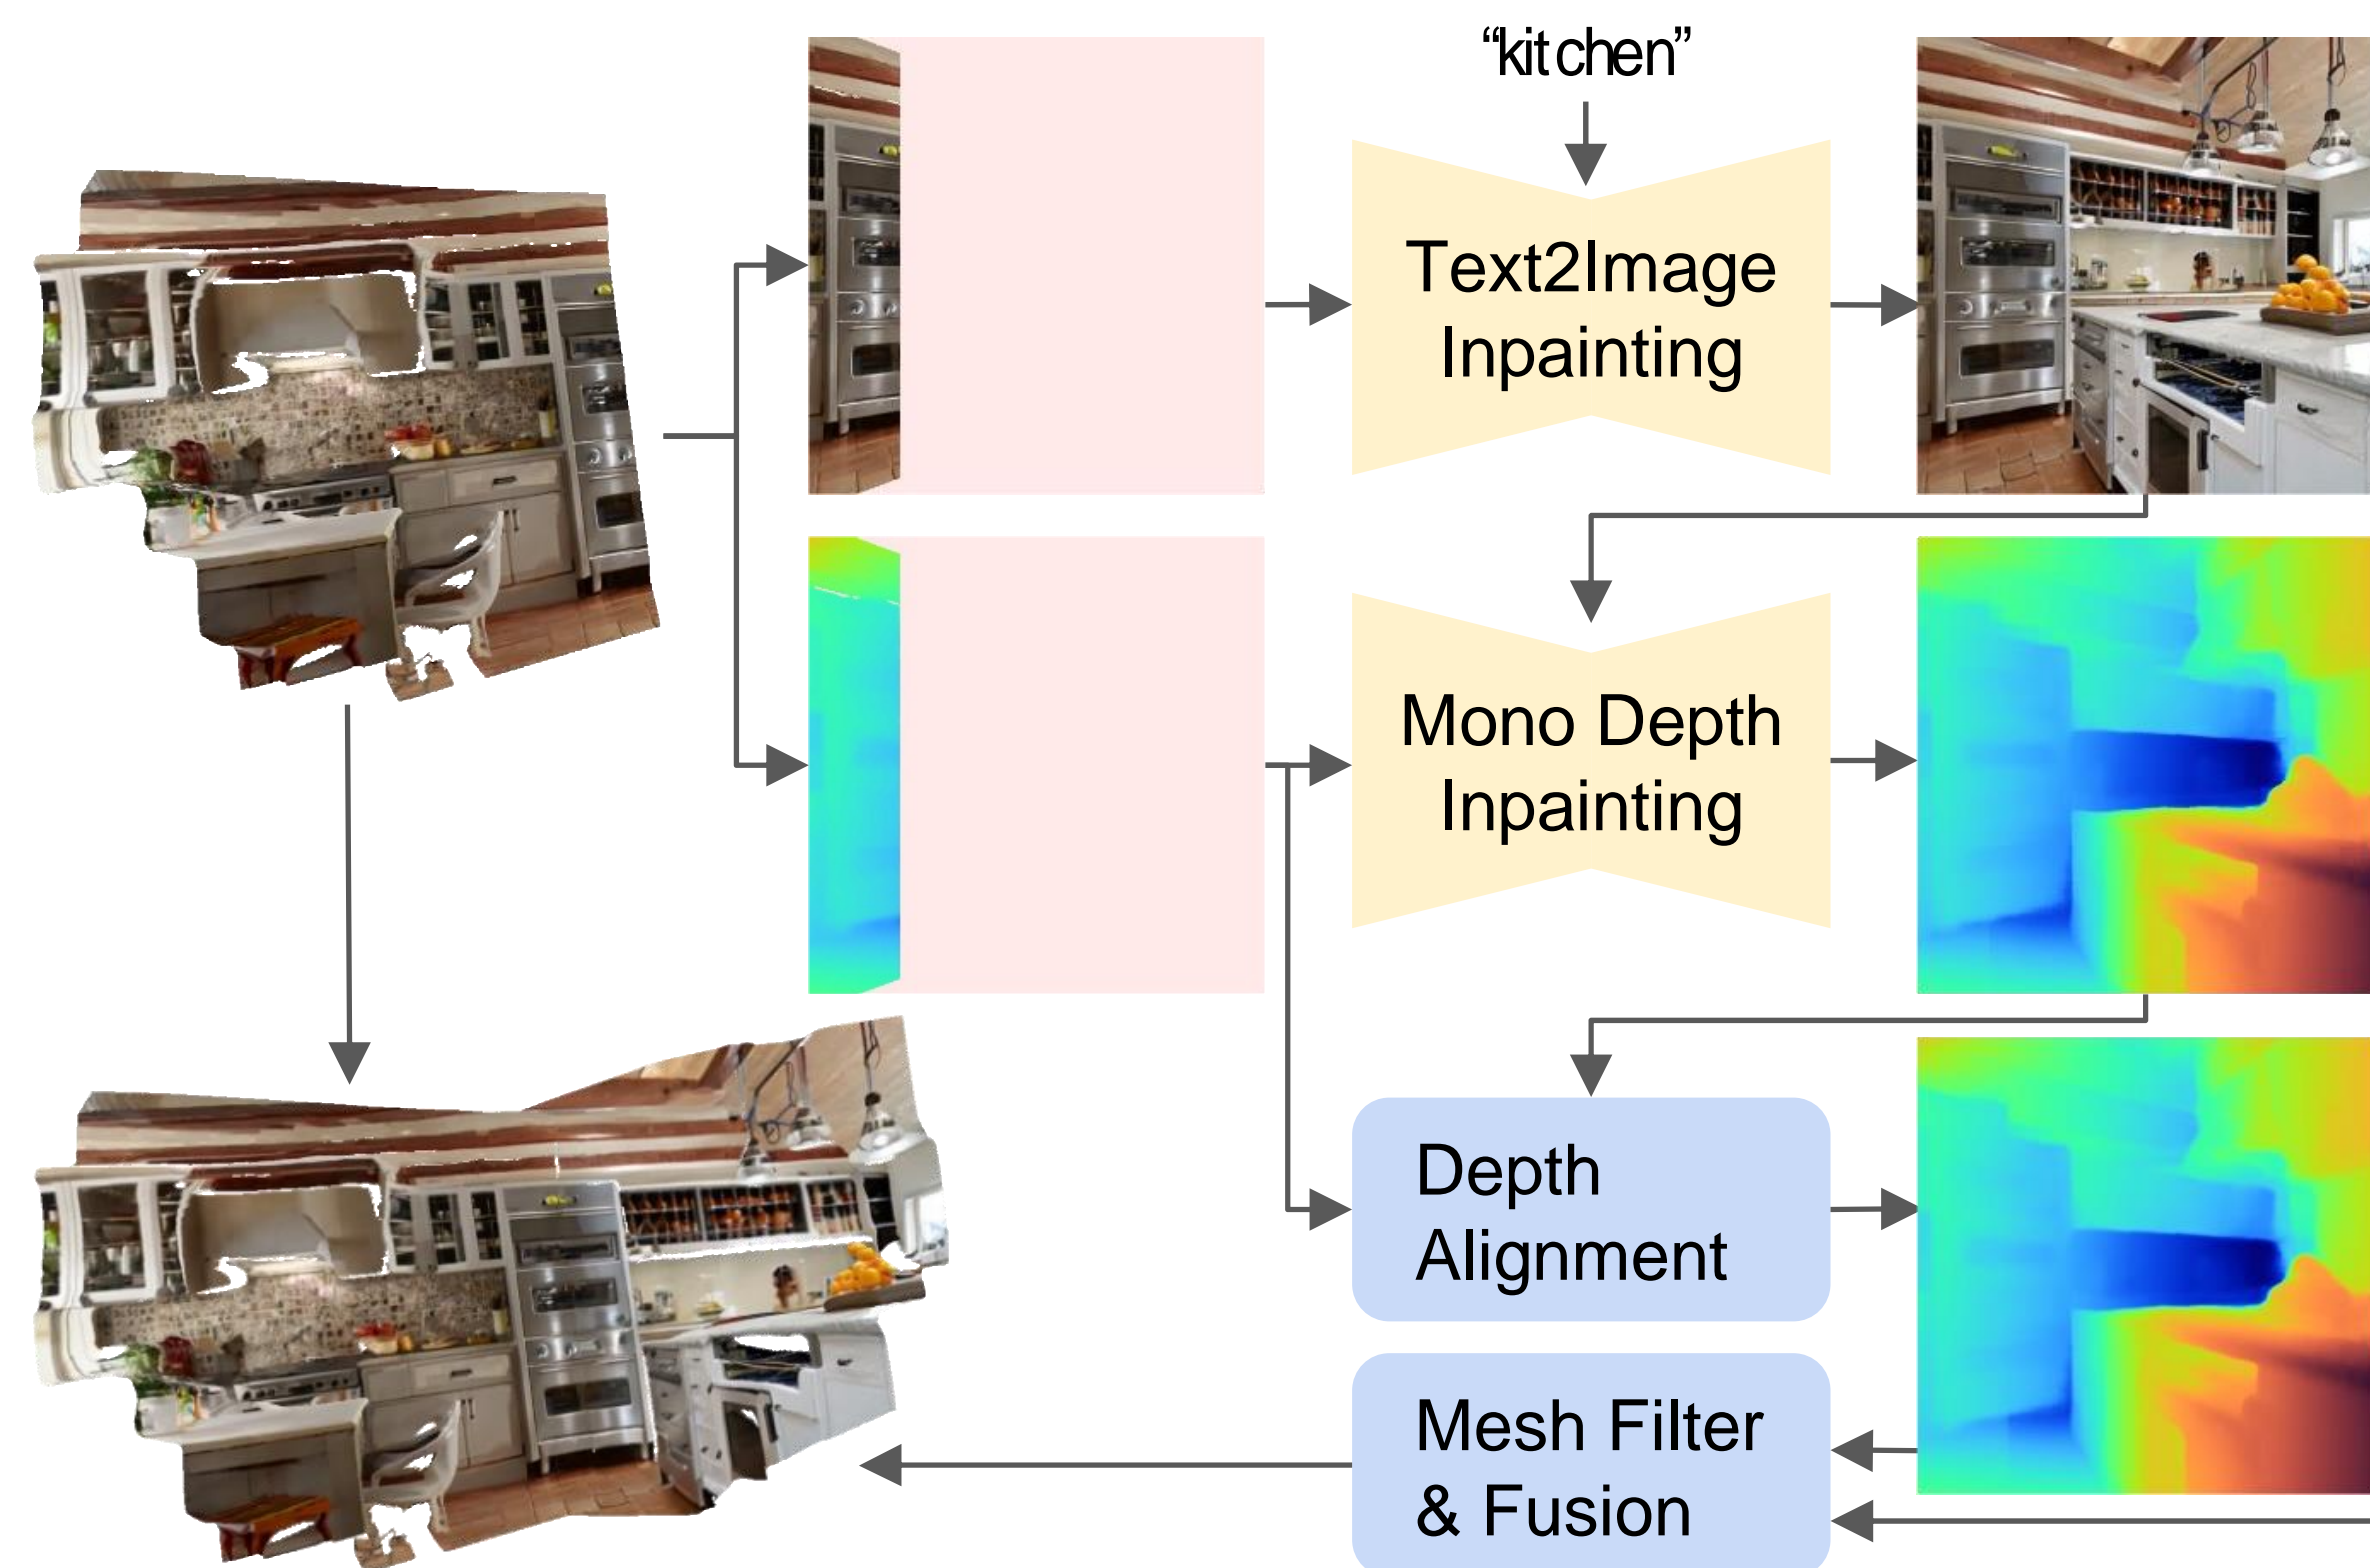 “kitchen”
Text2Image
Inpainting
Mono Depth
Inpainting
Depth
Alignment
Mesh Filter
& Fusion